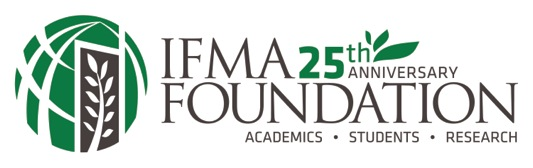 IFMA 25th ANNIVERSARY
FOUNDATION
ACADEMICS • STUDENTS • RESEARCH